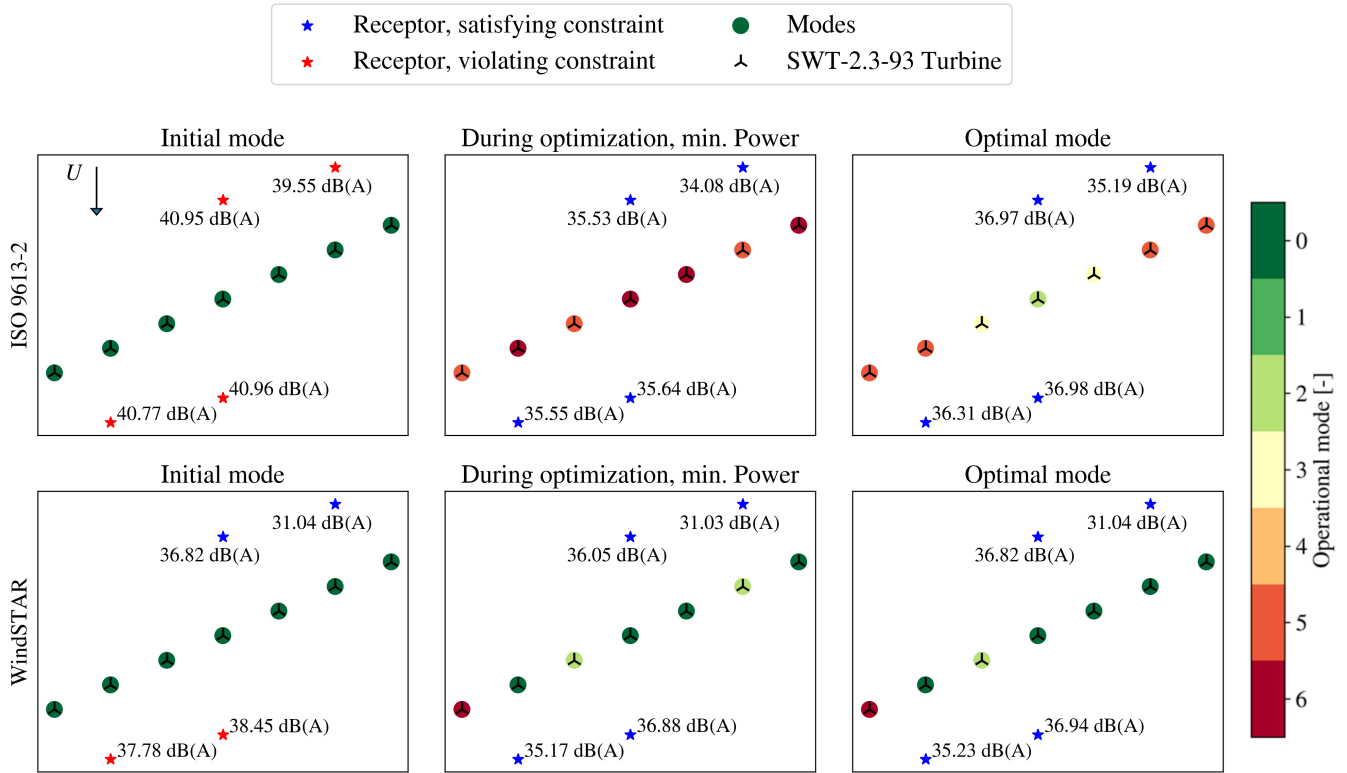 Receptor, satisfying constraint
Receptor, violating constraint
Modes
SWT-2.3-93 Turbine
Initial mode
During optimization, min. Power
Optimal mode
ISO 9613-2
U
39.55 dB(A)
40.95 dB(A)
40.96 dB(A)
40.77 dB(A)
34.08 dB(A)
35.53 dB(A)
35.64 dB(A)
35.55 dB(A)
35.19 dB(A)
36.97 dB(A)
36.98 dB(A)
36.31 dB(A)
Initial mode
During optimization, min. Power
Optimal mode
WindSTAR
31.04 dB(A)
36.82 dB(A)
38.45 dB(A)
37.78 dB(A)
31.03 dB(A)
36.05 dB(A)
36.88 dB(A)
35.17 dB(A)
31.04 dB(A)
36.82 dB(A)
36.94 dB(A)
35.23 dB(A)
0
1
2
3
4
5
6
Operational mode [-]